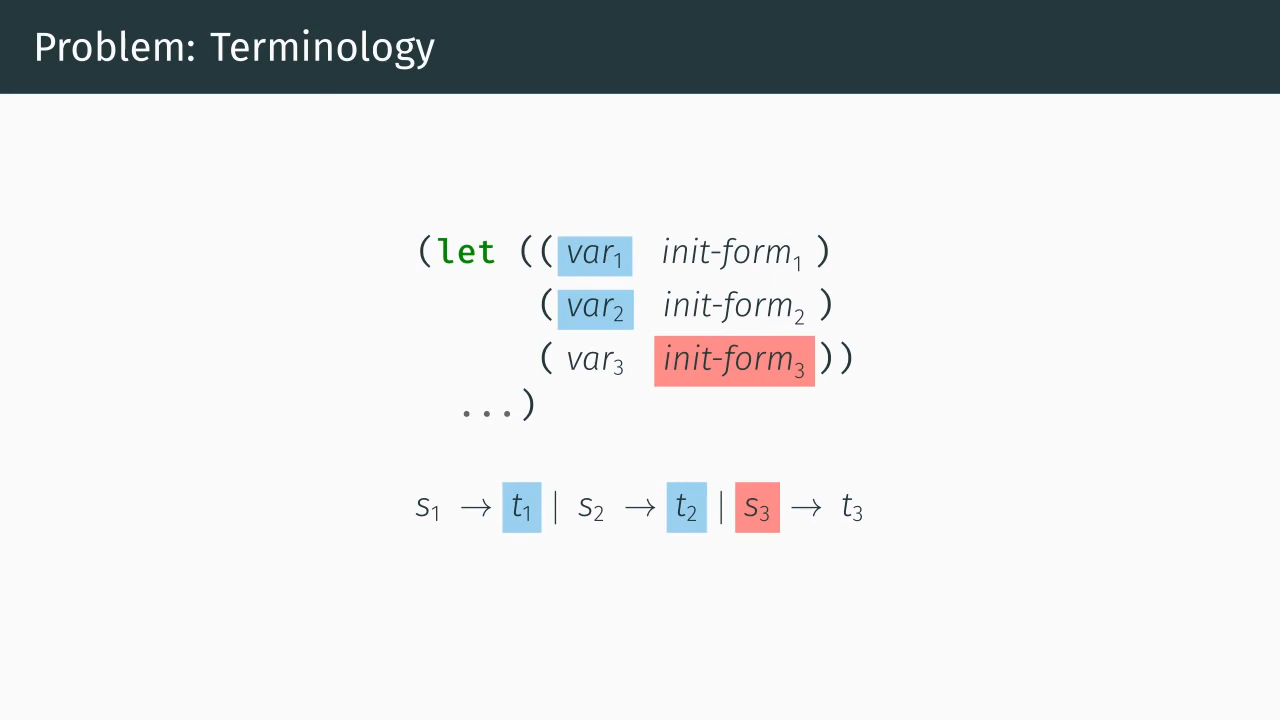 Problem: Terminology
(let ((var₁ init-form₁ )
(var₂ init-form₂ )
( var₃ init-form₃ ))
...)
s₁ → t₁ | s₂ → t₂ | s₃ → t₃